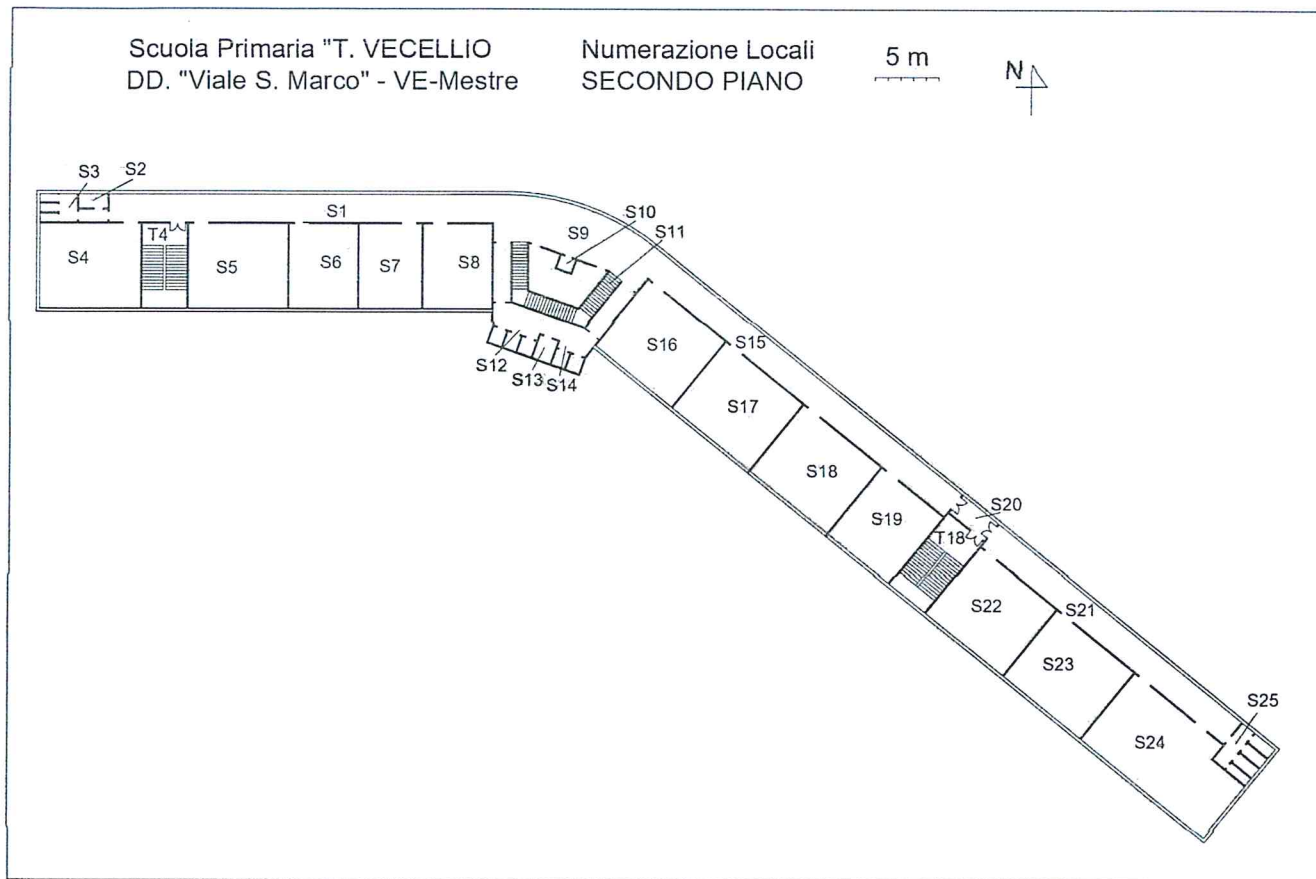 Scuola Primaria "T. VECELLIO
DD. "Viale S. Marco" - VE-Mestre
Numerazione Locali
SECONDO PIANO
5 m
N
S3
S2
S1
S10
S9
S11
T4
S4
S5
S6
S7
S8
S12
S13
S14
S16
S15
S17
S18
S19
S20
T18
S22
S21
S23
S24
S25